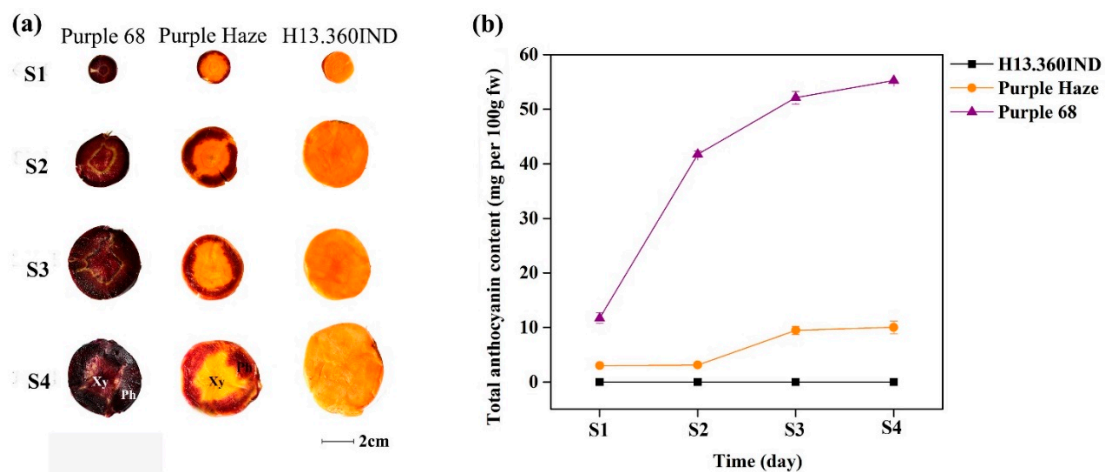 (a)
Purple 68 Purple Haze H13.360IND
S1
S2
S3
S4
Xy
Ph
Xy
Ph
2cm
(b)
Total anthocyanin content (mg per 100g fw)
60
50
40
30
20
10
0
S1 S2 S3 S4
Time (day)
H13.360IND
Purple Haze
Purple 68